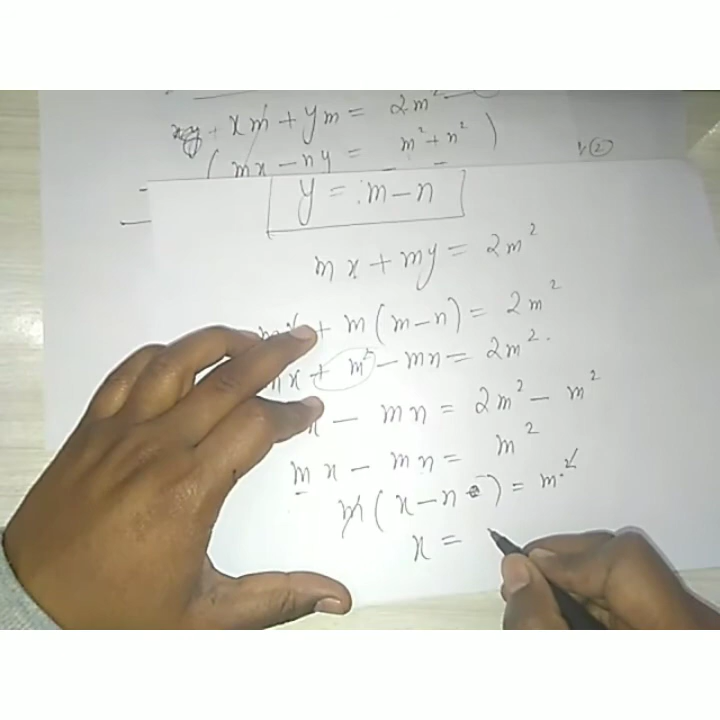 xm + ym = 2m²
(mx - ny = m² + n²)
y = m - n
mx + my = 2m²
+ m(m - n) = 2m²
x + m² - mn = 2m².
- mn = 2m² - m²
mx - mn = m²
m(x - n) = m²
x =